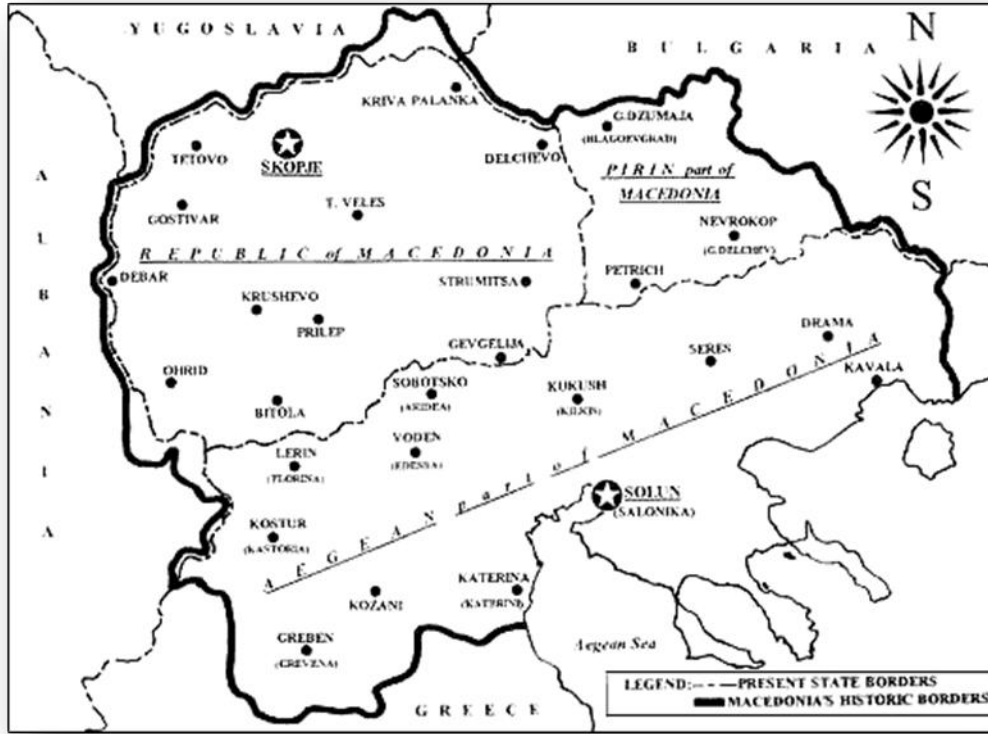 YUGOSLAVIA
BULGARIA
N
S
ALBANIA
KRIVA PALANKA
G.DZUMAJA
(BLAGOEVGRAD)
TETOVO
SKOPJE
DELCHEVO
PIRIN part of
MACEDONIA
GOSTIVAR
T. VELES
NEVROKOP
(G.DELCHEV)
REPUBLIC of MACEDONIA
DEBAR
STRUMITSA
PETRICH
KRUSHEVO
PRILEP
GEVGELIJA
DRAMA
SERES
KAVALA
OHRID
SOBOTSKO
(ARIDEA)
KUKUSH
(KILKIS)
BITOLA
VODEN
(EDESSA)
LERIN
(FLORINA)
AEGEAN part of MACEDONIA
SOLUN
(SALONIKA)
KOSTUR
(KASTORIA)
KOZANI
KATERINA
(KATERINI)
GREBEN
(GREVENA)
Aegean Sea
GREECE
LEGEND: PRESENT STATE BORDERS
MACEDONIA'S HISTORIC BORDERS